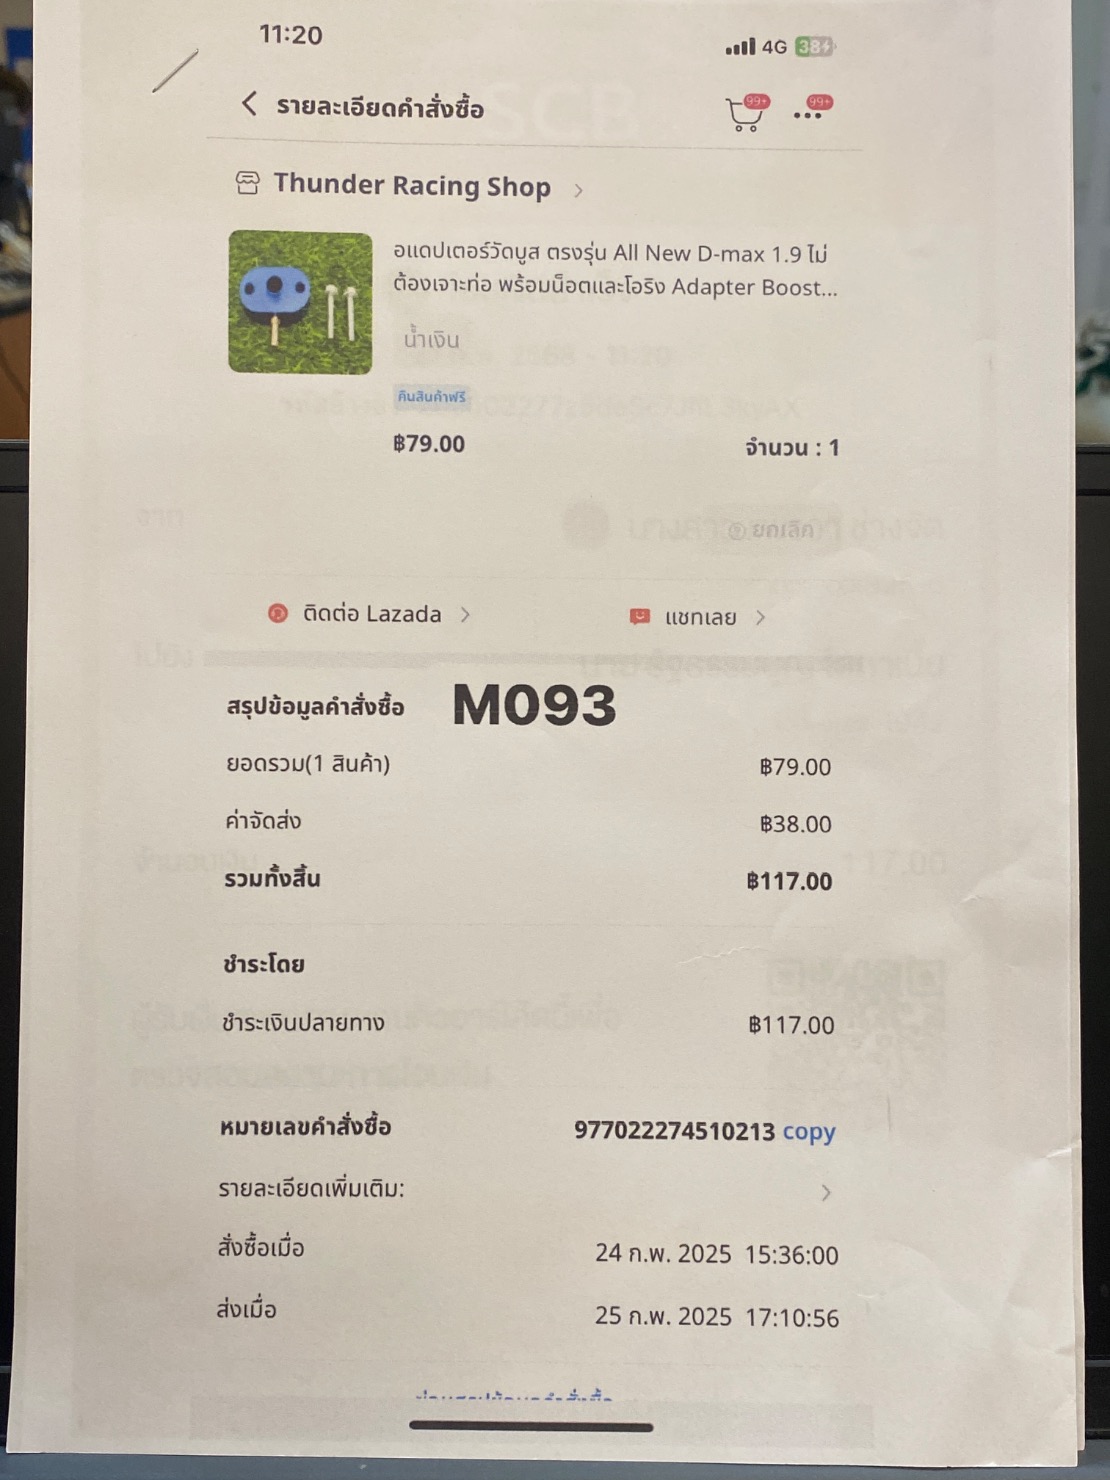 11:20
4G 38
รายละเอียดคำสั่งซื้อ
99+
99+
SCB
Thunder Racing Shop
อแดปเตอร์วัดบูส ตรงรุ่น All New D-max 1.9 ไม่
ต้องเจาะท่อ พร้อมน็อตและโอริง Adapter Boost...
น้ำเงิน
คืนสินค้าฟรี
฿79.00
จำนวน : 1
ยกเลิก
ติดต่อ Lazada
แชทเลย
สรุปข้อมูลคำสั่งซื้อ
M093
ยอดรวม(1 สินค้า)
฿79.00
ค่าจัดส่ง
฿38.00
รวมทั้งสิ้น
฿117.00
ชำระโดย
ชำระเงินปลายทาง
฿117.00
หมายเลขคำสั่งซื้อ
977022274510213 copy
รายละเอียดเพิ่มเติม:
สั่งซื้อเมื่อ
24 ก.พ. 2025 15:36:00
ส่งเมื่อ
25 ก.พ. 2025 17:10:56